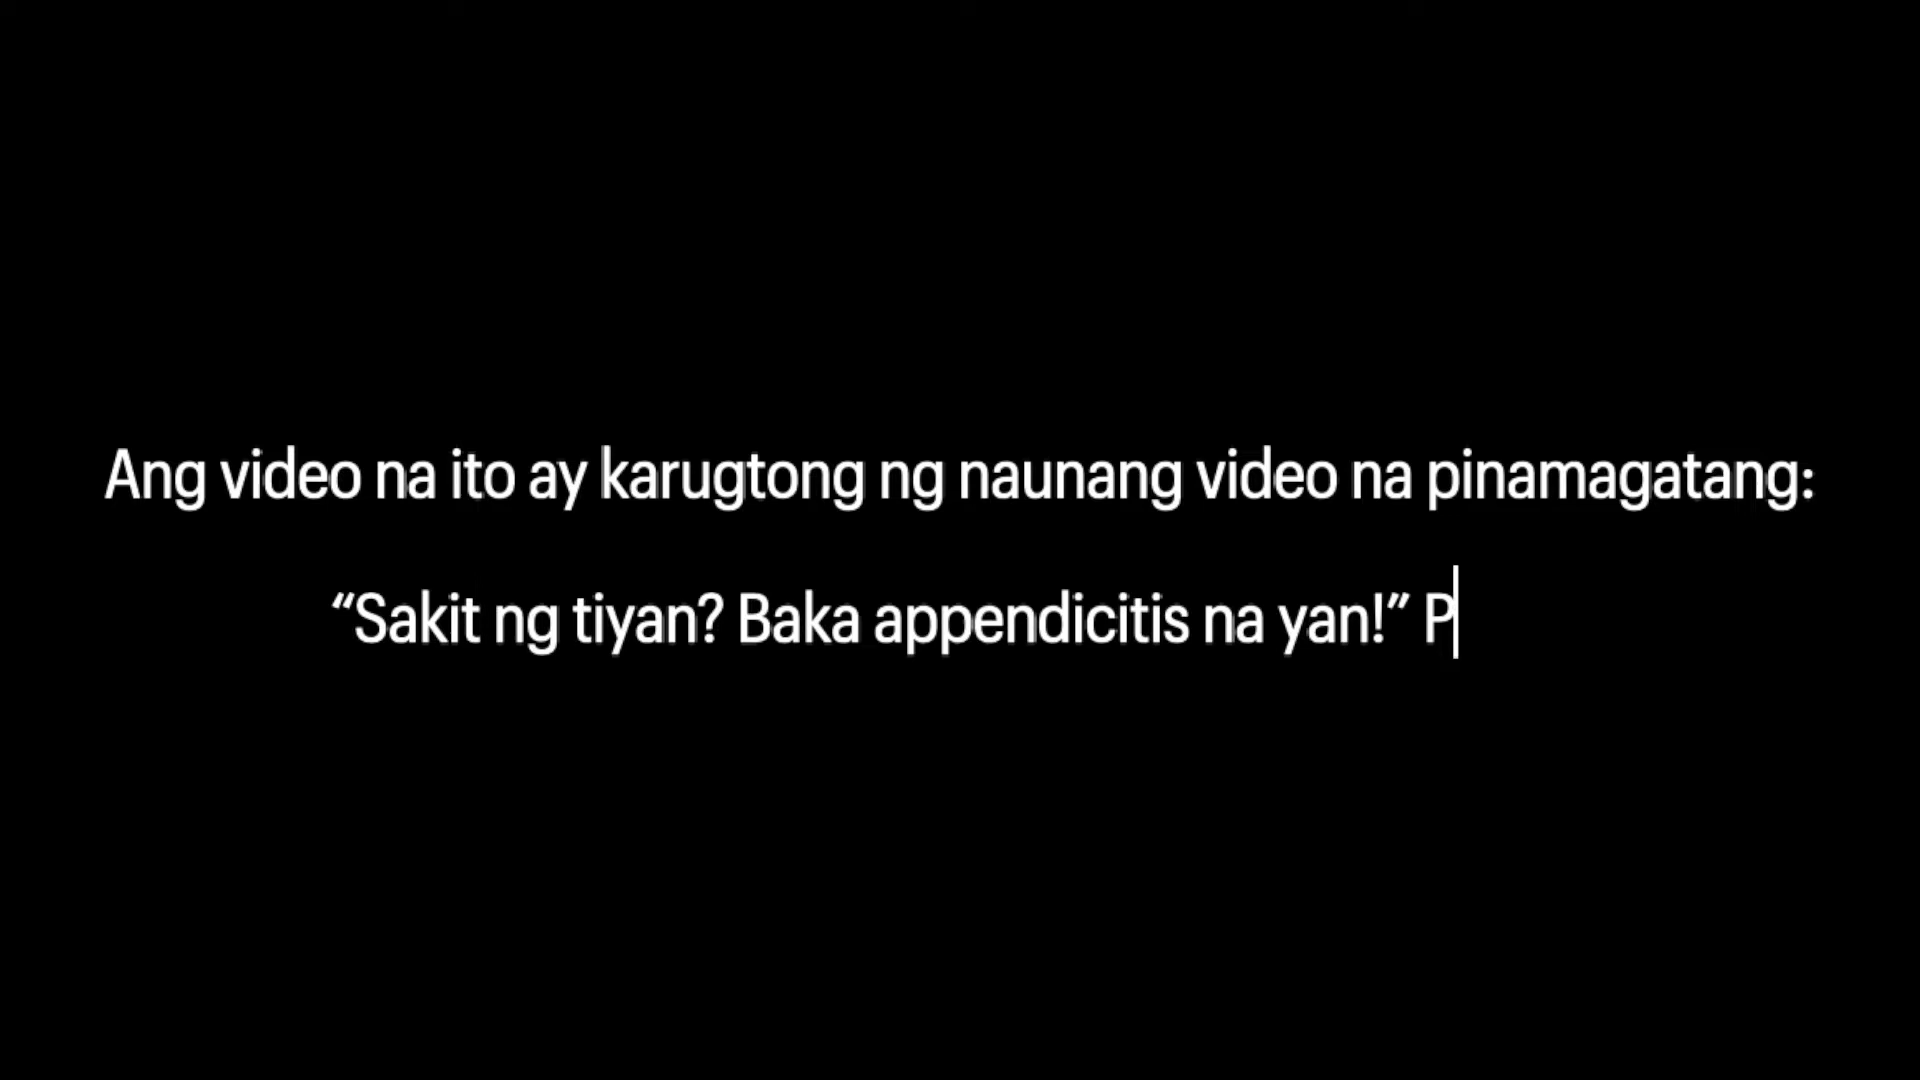 Ang video na ito ay karugtong ng naunang video na pinamagatang:
“Sakit ng tiyan? Baka appendicitis na yan!” P